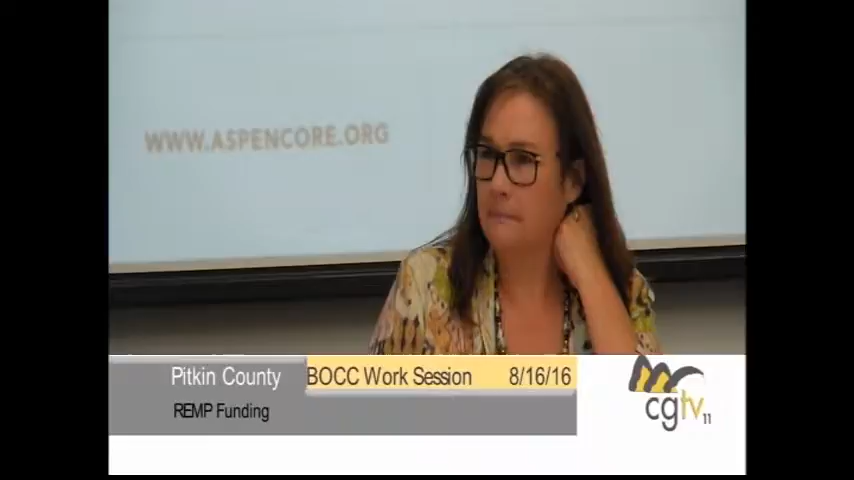 WWW.ASPENCORE.ORG
Pitkin County
BOCC Work Session 8/16/16
REMP Funding
cgtv11